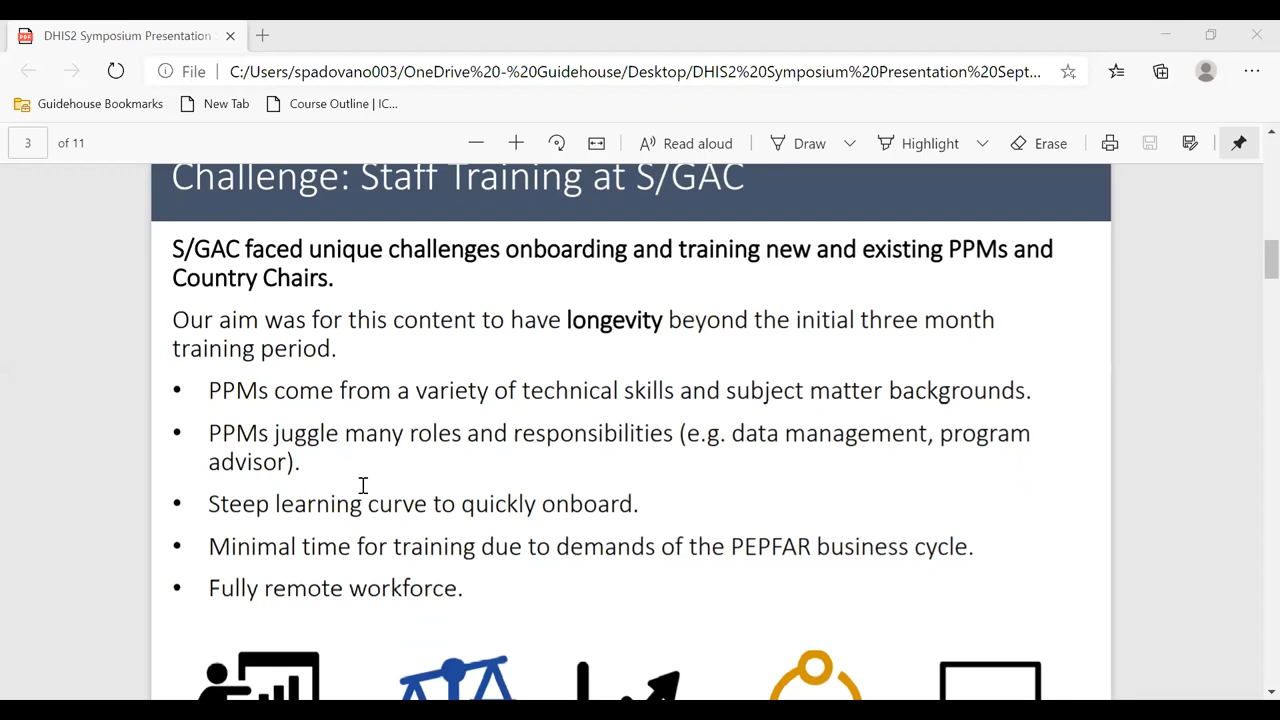 DHIS2 Symposium Presentation
File C:/Users/spadovano003/OneDrive%20-%20Guidehouse/Desktop/DHIS2%20Symposium%20Presentation%20Sept...
Guidehouse Bookmarks New Tab Course Outline | IC...
3 of 11 Read aloud Draw Highlight Erase
Challenge: Staff Training at S/GAC
S/GAC faced unique challenges onboarding and training new and existing PPMs and
Country Chairs.
Our aim was for this content to have longevity beyond the initial three month
training period.
• PPMs come from a variety of technical skills and subject matter backgrounds.
• PPMs juggle many roles and responsibilities (e.g. data management, program
advisor).
• Steep learning curve to quickly onboard.
• Minimal time for training due to demands of the PEPFAR business cycle.
• Fully remote workforce.